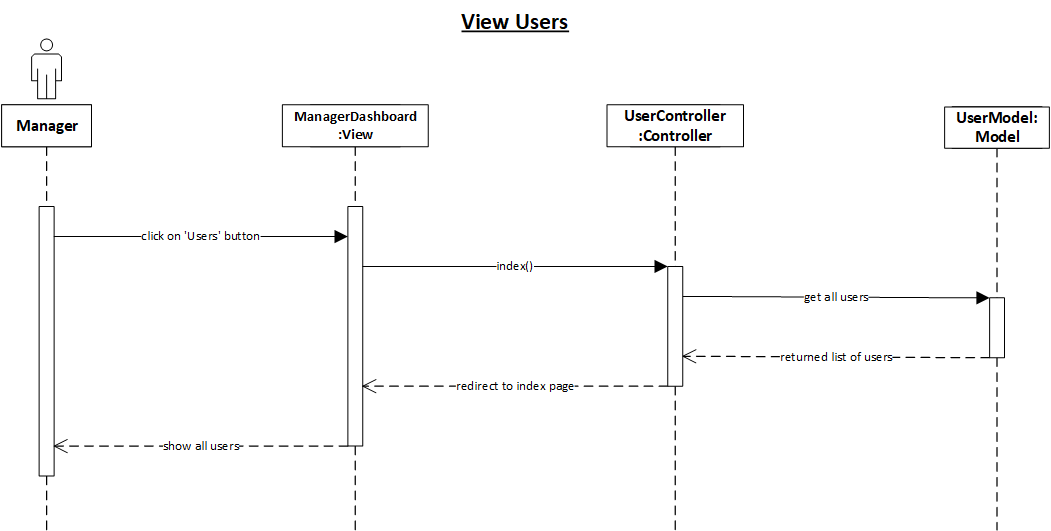 View Users
Manager
ManagerDashboard
:View
UserController
:Controller
UserModel:
Model
click on 'Users' button
index()
get all users
returned list of users
redirect to index page
show all users